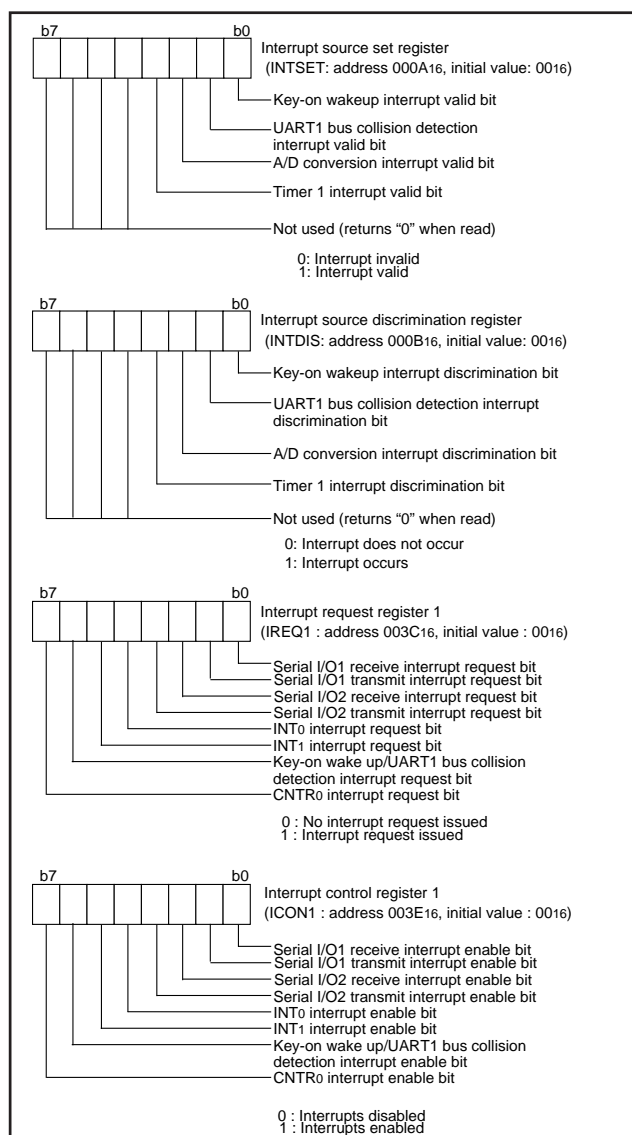 b7 b0
Interrupt source set register
(INTSET: address 000A16, initial value: 0016)
Key-on wakeup interrupt valid bit
UART1 bus collision detection
interrupt valid bit
A/D conversion interrupt valid bit
Timer 1 interrupt valid bit
Not used (returns “0” when read)
0: Interrupt invalid
1: Interrupt valid
b7 b0
Interrupt source discrimination register
(INTDIS: address 000B16, initial value: 0016)
Key-on wakeup interrupt discrimination bit
UART1 bus collision detection interrupt
discrimination bit
A/D conversion interrupt discrimination bit
Timer 1 interrupt discrimination bit
Not used (returns “0” when read)
0: Interrupt does not occur
1: Interrupt occurs
b7 b0
Interrupt request register 1
(IREQ1 : address 003C16, initial value : 0016)
Serial I/O1 receive interrupt request bit
Serial I/O1 transmit interrupt request bit
Serial I/O2 receive interrupt request bit
Serial I/O2 transmit interrupt request bit
INT0 interrupt request bit
INT1 interrupt request bit
Key-on wake up/UART1 bus collision
detection interrupt request bit
CNTR0 interrupt request bit
0 : No interrupt request issued
1 : Interrupt request issued
b7 b0
Interrupt control register 1
(ICON1 : address 003E16, initial value : 0016)
Serial I/O1 receive interrupt enable bit
Serial I/O1 transmit interrupt enable bit
Serial I/O2 receive interrupt enable bit
Serial I/O2 transmit interrupt enable bit
INT0 interrupt enable bit
INT1 interrupt enable bit
Key-on wake up/UART1 bus collision
detection interrupt enable bit
CNTR0 interrupt enable bit
0 : Interrupts disabled
1 : Interrupts enabled